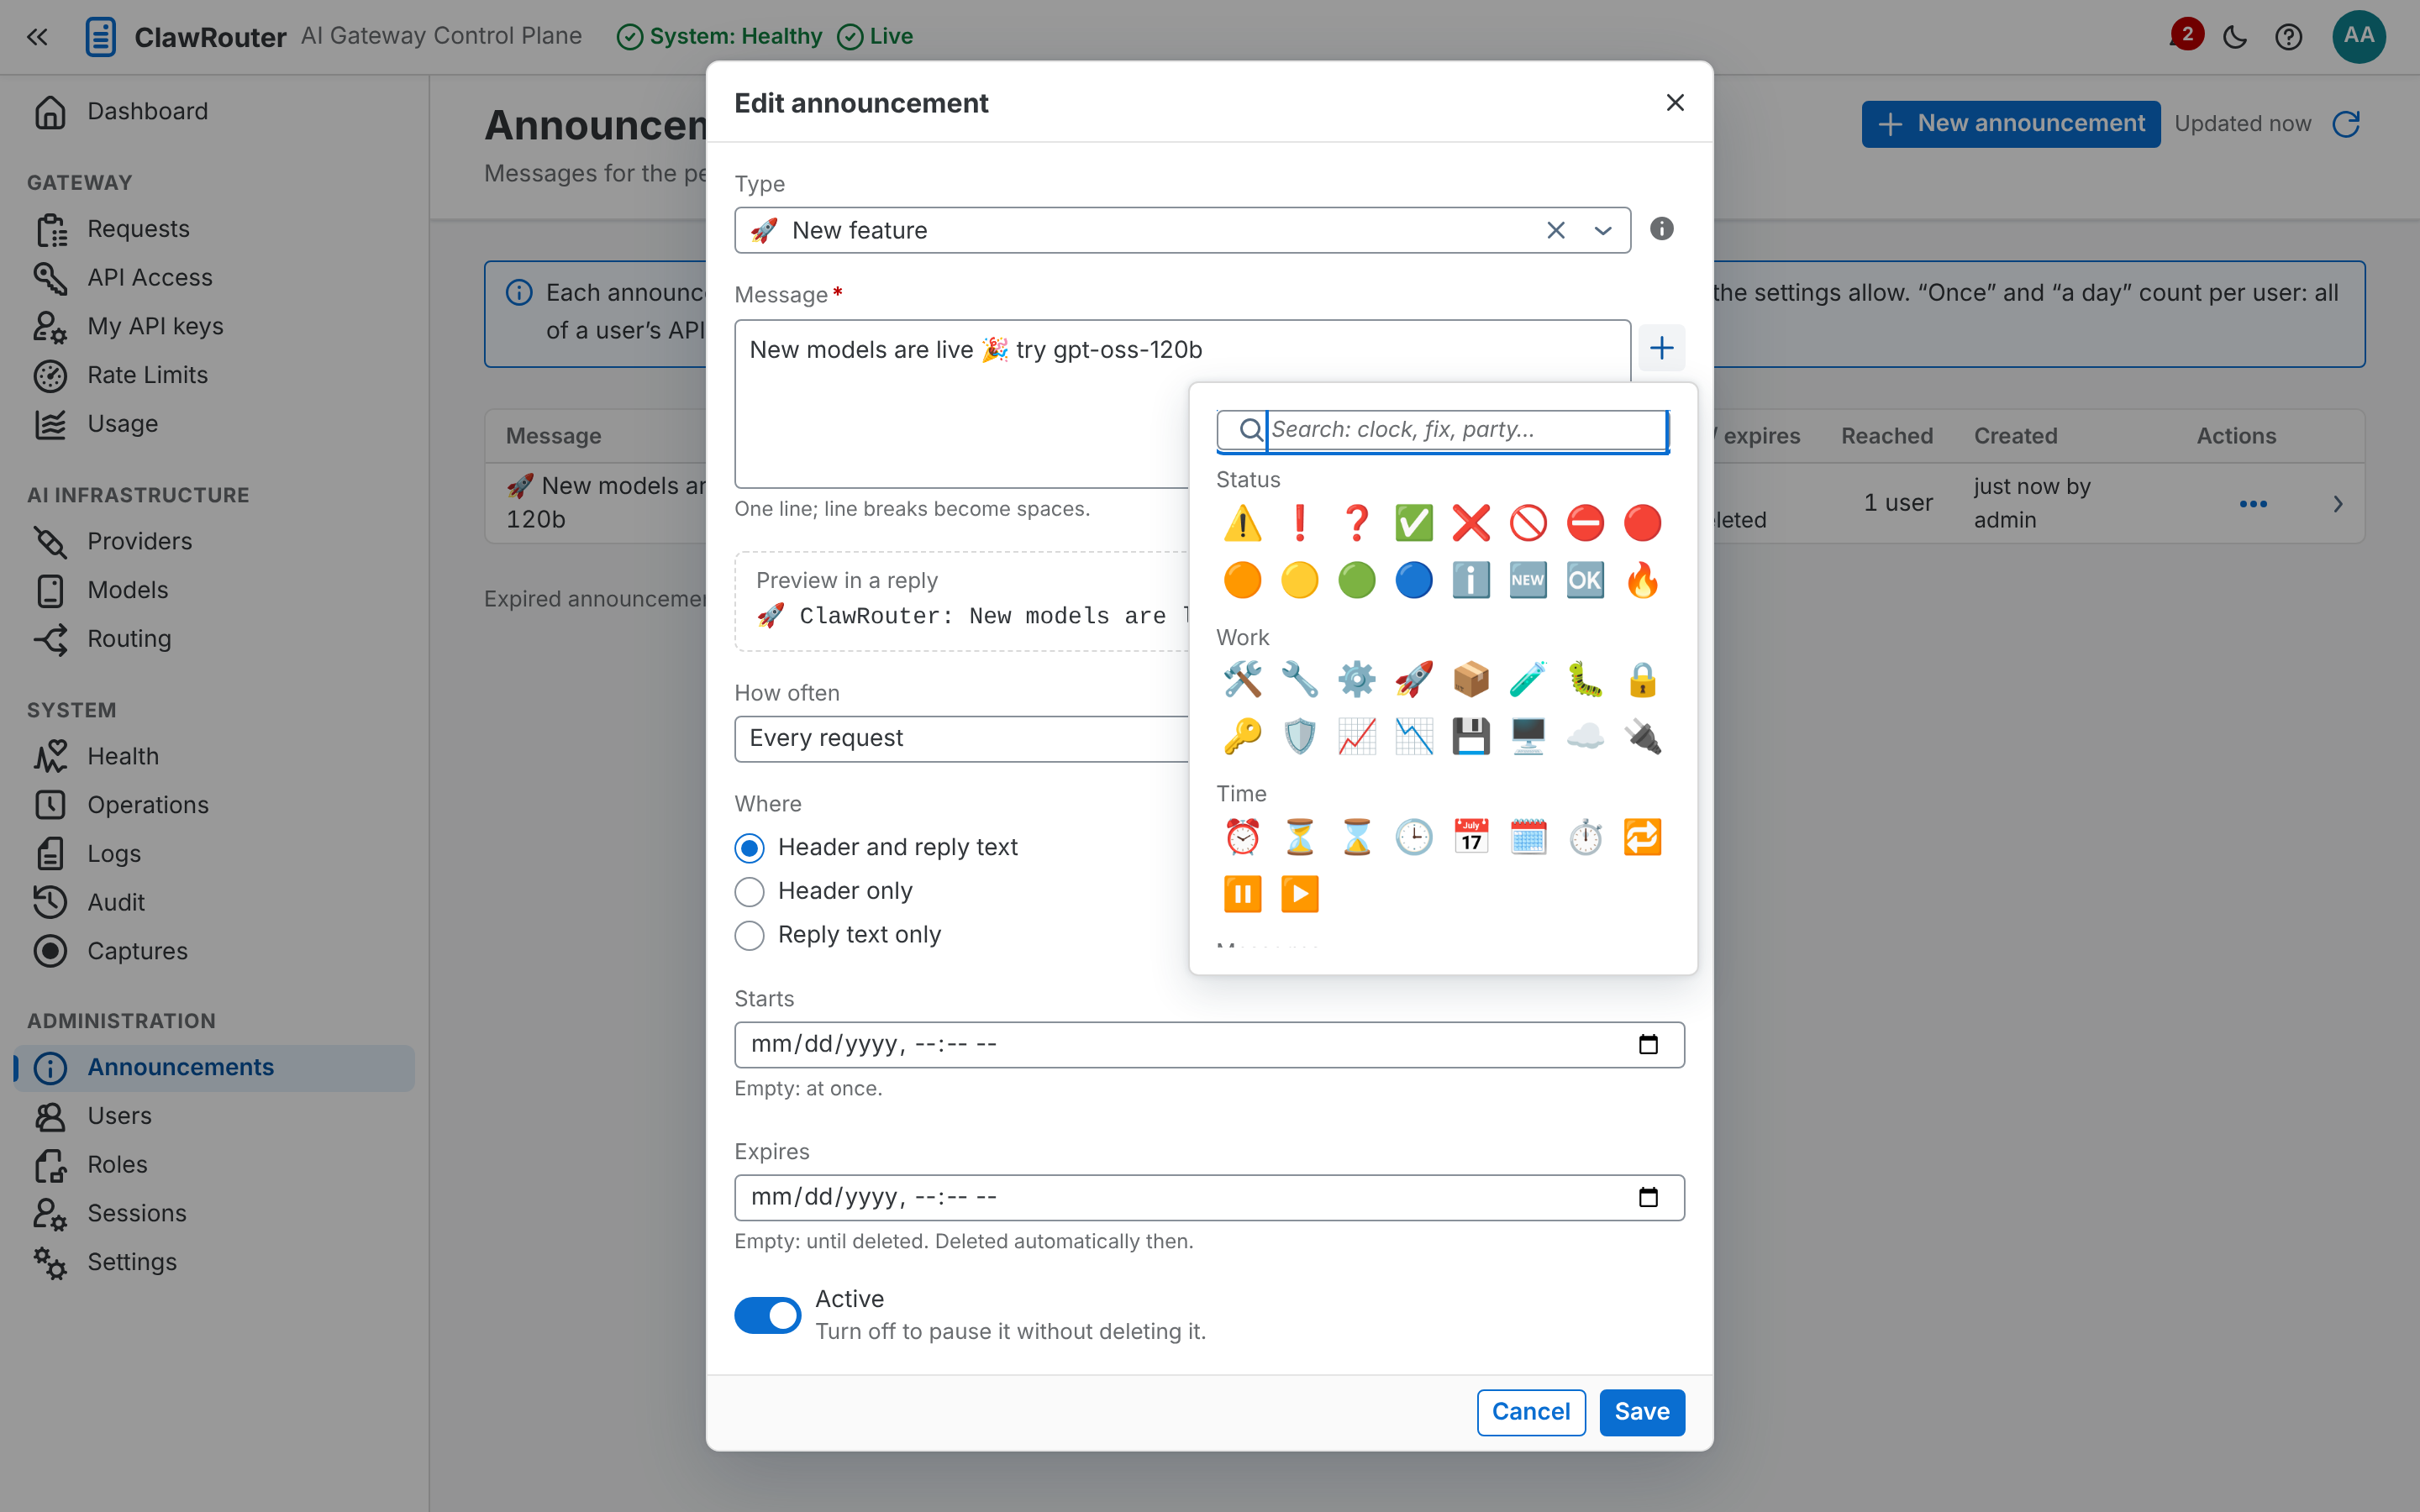 ClawRouter AI Gateway Control Plane System: Healthy Live 2 AA
Dashboard
GATEWAY
Requests
API Access
My API keys
Rate Limits
Usage
AI INFRASTRUCTURE
Providers
Models
Routing
SYSTEM
Health
Operations
Logs
Audit
Captures
ADMINISTRATION
Announcements
Users
Roles
Sessions
Settings
New announcement Updated now
Messages for the
Each
the settings allow. “Once” and “a day” count per user: all
of a user’s API
Message
expires Reached Created Actions
🚀 New models
120b
1 user
just now by
admin
Expired
Edit announcement
Type
🚀 New feature
Message*
New models are live 🎉 try gpt-oss-120b
One line; line breaks become spaces.
Preview in a reply
🚀 ClawRouter: New models are
How often
Every request
Where
Header and reply text
Header only
Reply text only
Starts
mm/dd/yyyy, --:-- --
Empty: at once.
Expires
mm/dd/yyyy, --:-- --
Empty: until deleted. Deleted automatically then.
Active
Turn off to pause it without deleting it.
Cancel Save
Search: clock, fix, party...
Status
⚠️ ❗ ❓ ✅ ❌ 🚫 ⛔ 🔴
🟠 🟡 🟢 🔵 ℹ️ 🆕 🆗 🔥
Work
🛠️ 🔧 ⚙️ 🚀 📦 🧪 🐛 🔒
🔑 🛡️ 📈 📉 💾 🖥️ ☁️ 🔌
Time
⏰ ⏳ ⌛ 🕒 📅 🗓️ ⏱️ 🔁
⏸️ ▶️